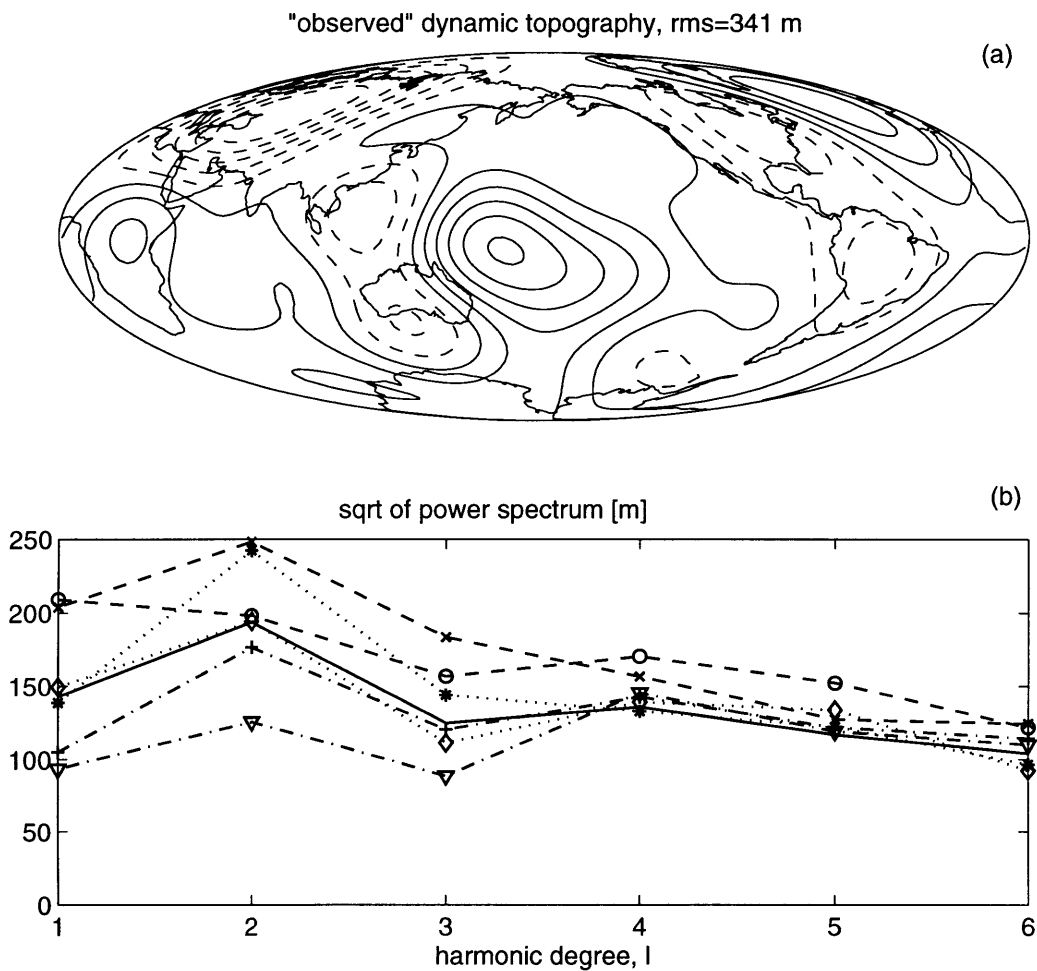 "observed" dynamic topography, rms=341 m
(a)
(b)
sqrt of power spectrum [m]
250
200
150
100
50
0
1 2 3 4 5 6
harmonic degree, l